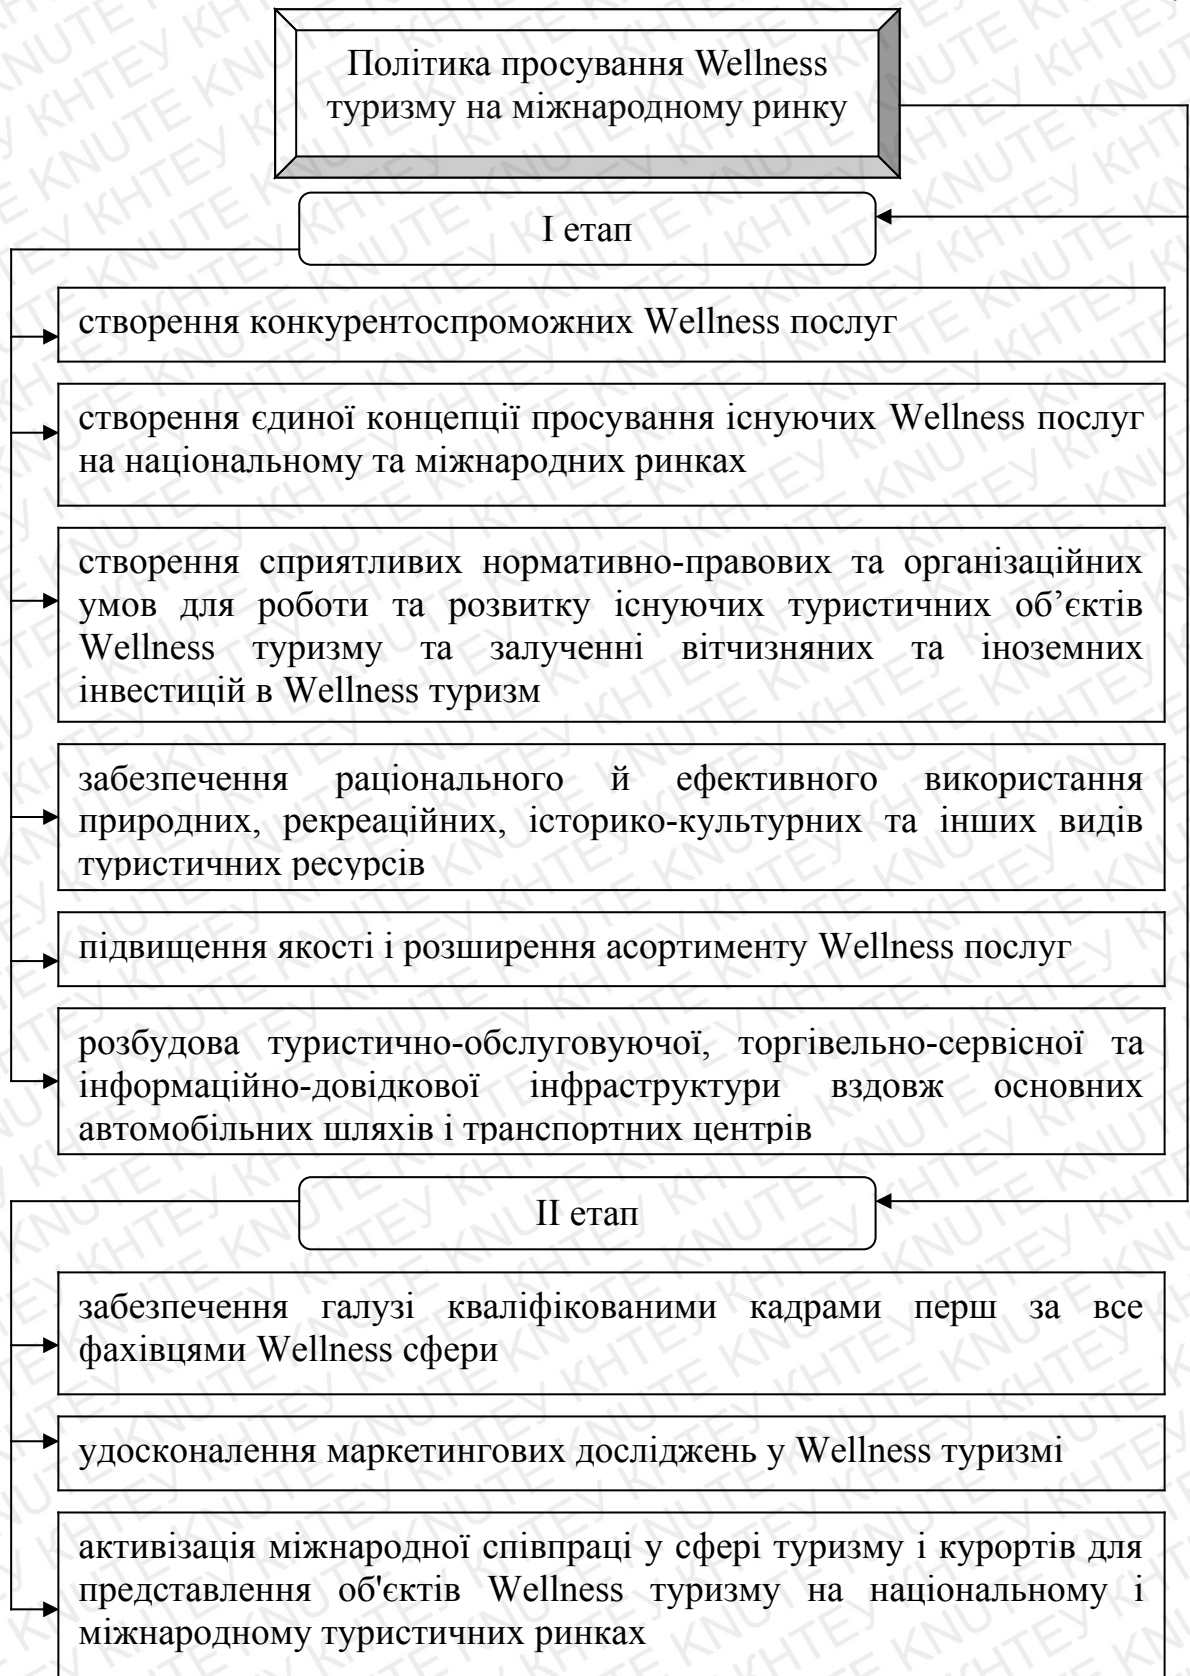 Політика просування Wellness
туризму на міжнародному ринку
І етап
створення конкурентоспроможних Wellness послуг
створення єдиної концепції просування існуючих Wellness послуг
на національному та міжнародних ринках
створення сприятливих нормативно-правових та організаційних
умов для роботи та розвитку існуючих туристичних об’єктів
Wellness туризму та залученні вітчизняних та іноземних
інвестицій в Wellness туризм
забезпечення раціонального й ефективного використання
природних, рекреаційних, історико-культурних та інших видів
туристичних ресурсів
підвищення якості і розширення асортименту Wellness послуг
розбудова туристично-обслуговуючої, торгівельно-сервісної та
інформаційно-довідкової інфраструктури вздовж основних
автомобільних шляхів і транспортних центрів
ІІ етап
забезпечення галузі кваліфікованими кадрами перш за все
фахівцями Wellness сфери
удосконалення маркетингових досліджень у Wellness туризмі
активізація міжнародної співпраці у сфері туризму і курортів для
представлення об'єктів Wellness туризму на національному і
міжнародному туристичних ринках